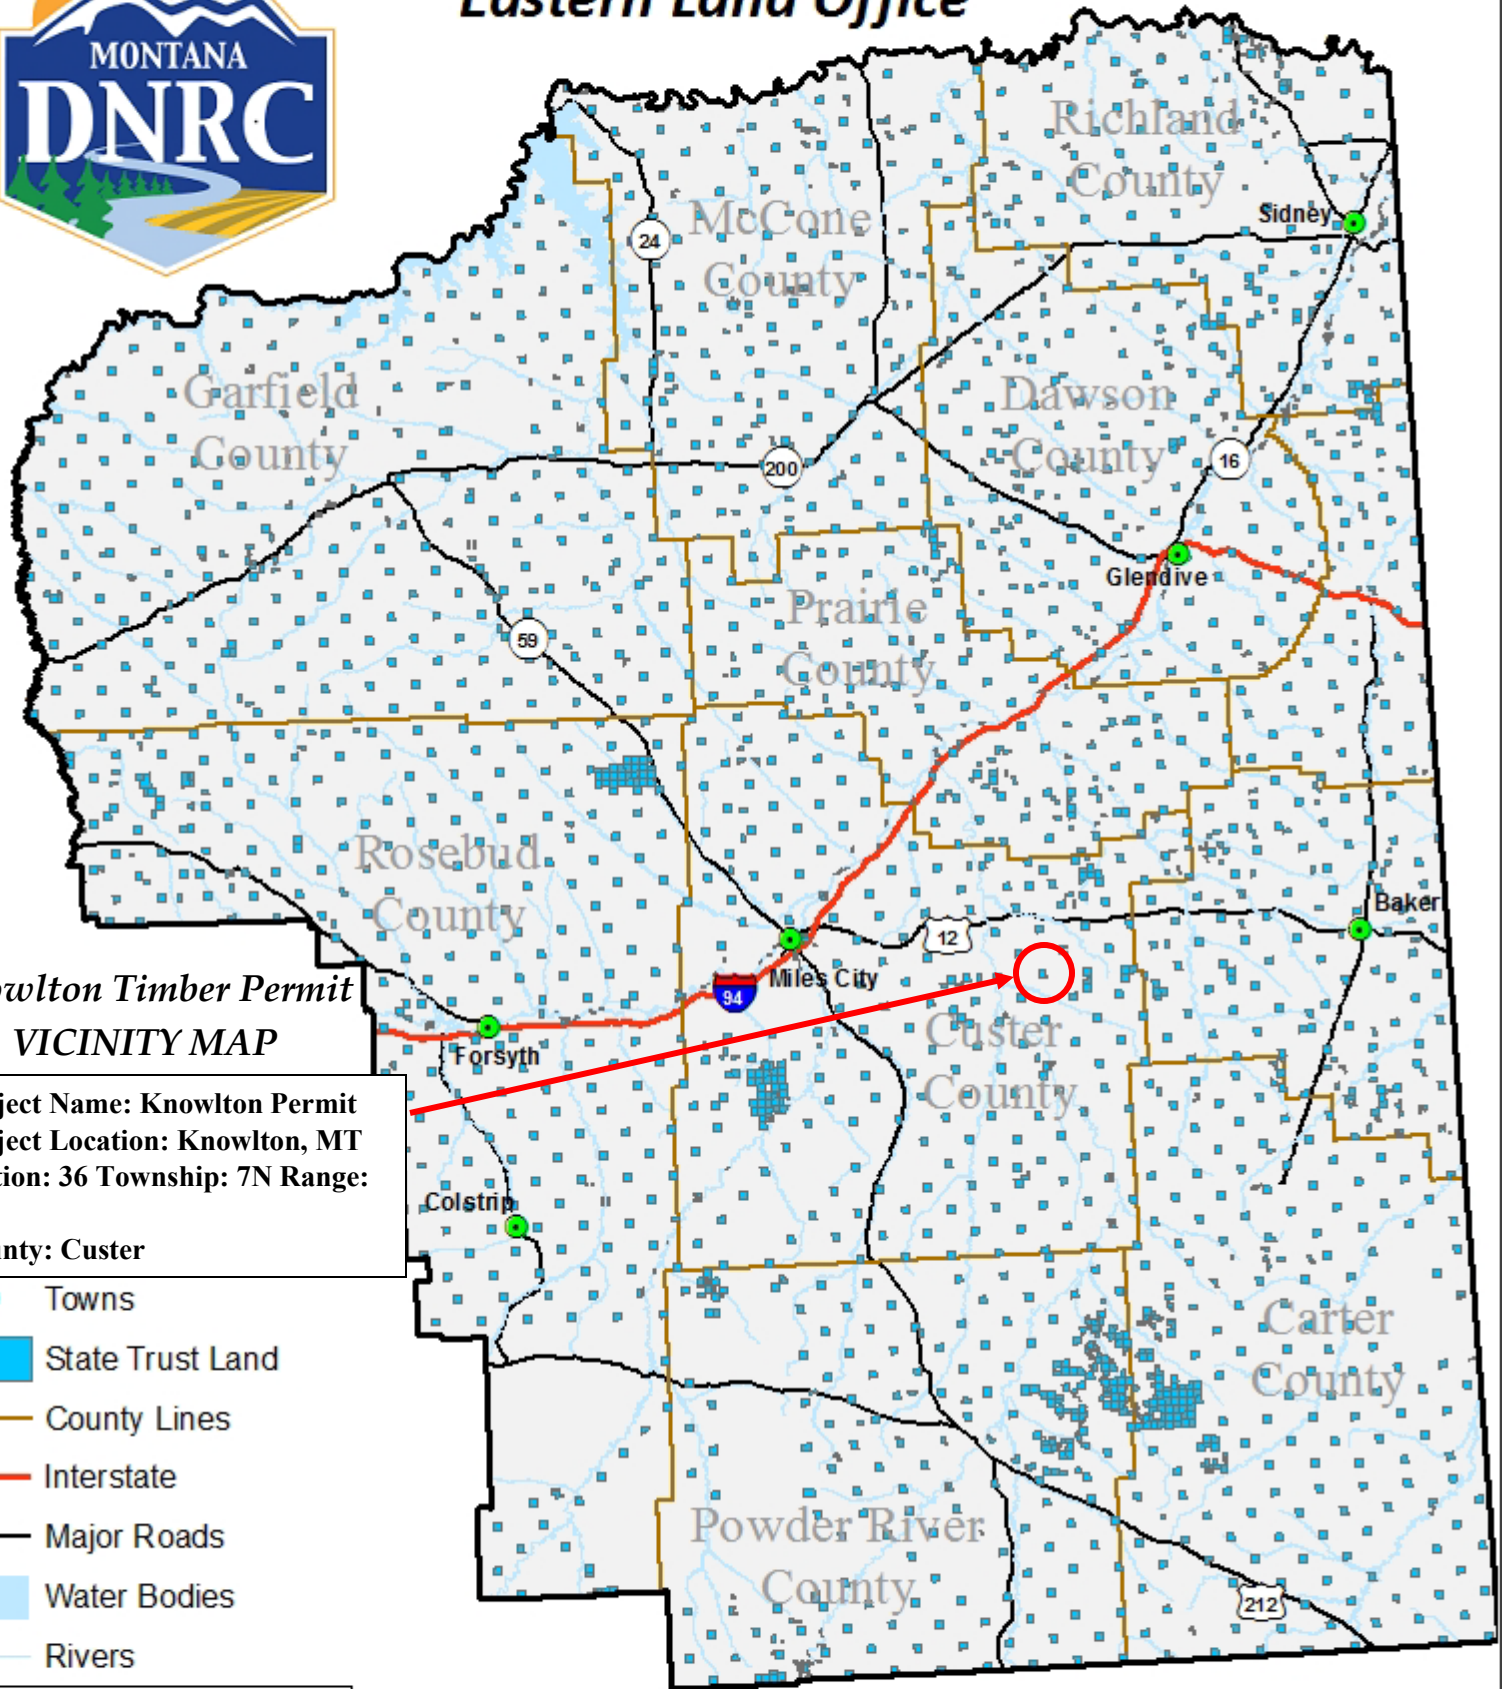 Eastern Land Office
MONTANA
DNRC
Richland
County
Sidney
McCone
County
24
Garfield
County
Dawson
County
200
16
Glendive
59
Prairie
County
Rosebud
County
Baker
12
Miles City
94
Custer
County
Forsyth
owlton Timber Permit
VICINITY MAP
ject Name: Knowlton Permit
ject Location: Knowlton, MT
tion: 36 Township: 7N Range:
unty: Custer
Colstrip
Towns
State Trust Land
County Lines
Interstate
Major Roads
Water Bodies
Rivers
Carter
County
Powder River
County
212